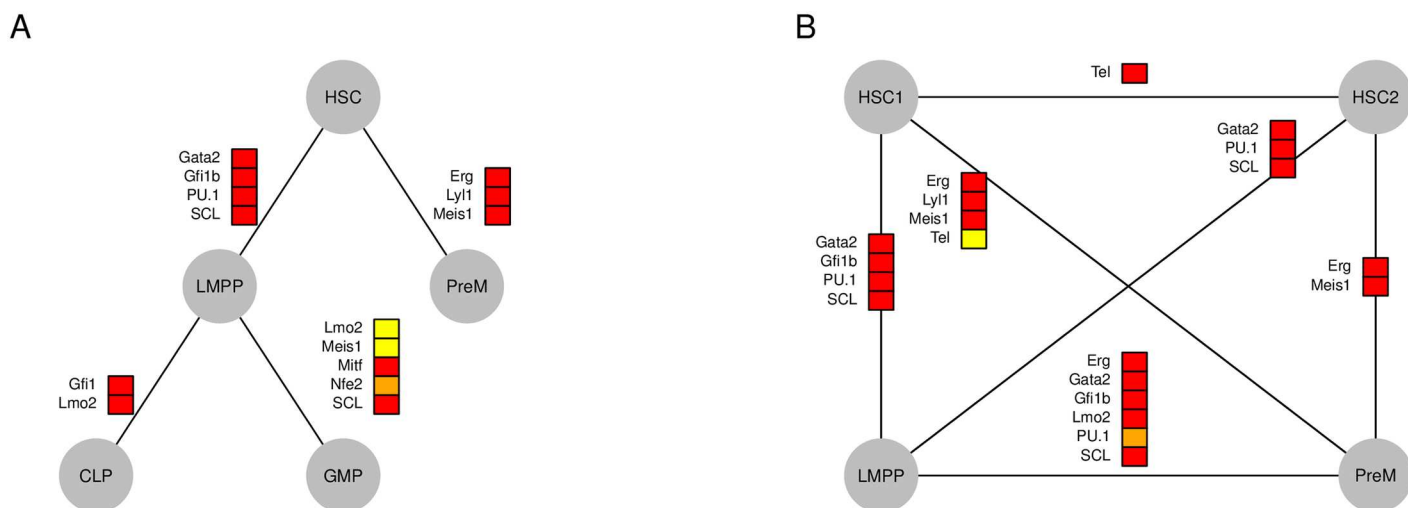 A
HSC
Gata2
Gfi1b
PU.1
SCL
Erg
Lyl1
Meis1
LMPP
PreM
Lmo2
Meis1
Mitf
Nfe2
SCL
Gfi1
Lmo2
CLP
GMP
B
Tel
HSC1
HSC2
Gata2
PU.1
SCL
Erg
Lyl1
Meis1
Tel
Gata2
Gfi1b
PU.1
SCL
Erg
Meis1
Erg
Gata2
Gfi1b
Lmo2
PU.1
SCL
LMPP
PreM